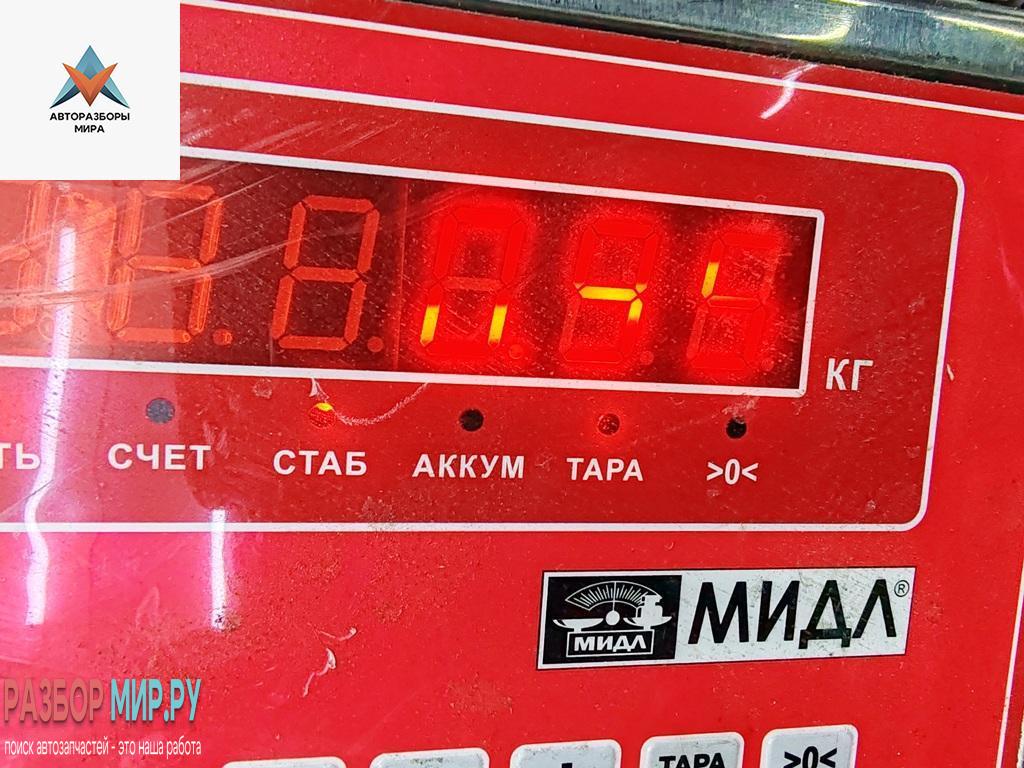 АВТОРАЗБОРЫ
МИРА
КГ
ТЬ СЧЕТ СТАБ АККУМ ТАРА >0<
МИДЛ МИДЛ®
РАЗБОР МИР.РУ
поиск автозапчастей - это наша работа
ТАРА >0<